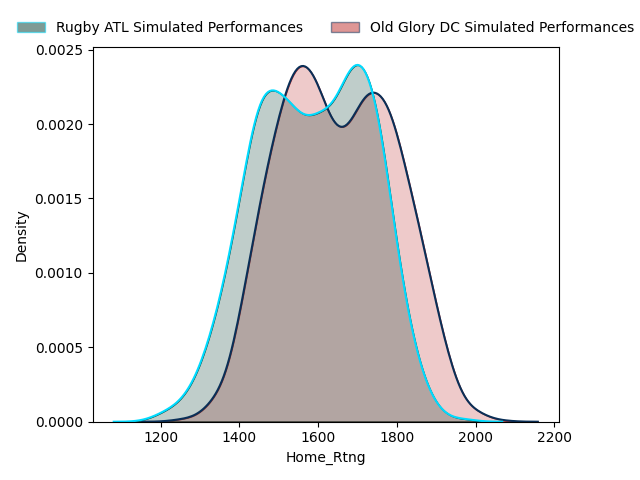 Rugby ATL Simulated Performances Old Glory DC Simulated Performances
0.0025
0.0020
0.0015
0.0010
0.0005
0.0000
Density
1200 1400 1600 1800 2000 2200
Home_Rtng